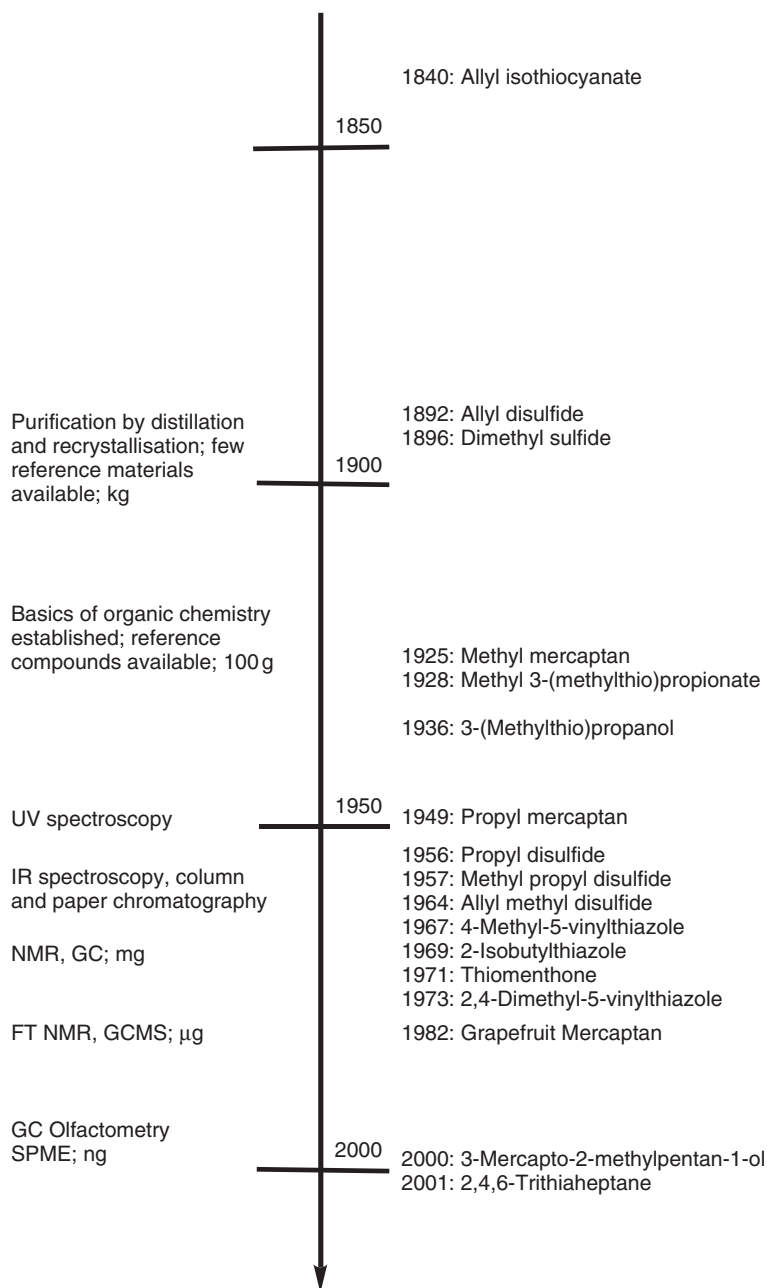 1840: Allyl isothiocyanate
1850
Purification by distillation
and recrystallisation; few
reference materials
available; kg
1892: Allyl disulfide
1896: Dimethyl sulfide
1900
Basics of organic chemistry
established; reference
compounds available; 100 g
1925: Methyl mercaptan
1928: Methyl 3-(methylthio)propionate
1936: 3-(Methylthio)propanol
1950
UV spectroscopy
1949: Propyl mercaptan
IR spectroscopy, column
and paper chromatography
1956: Propyl disulfide
1957: Methyl propyl disulfide
1964: Allyl methyl disulfide
1967: 4-Methyl-5-vinylthiazole
NMR, GC; mg
1969: 2-Isobutylthiazole
1971: Thiomenthone
1973: 2,4-Dimethyl-5-vinylthiazole
FT NMR, GCMS; μg
1982: Grapefruit Mercaptan
GC Olfactometry
SPME; ng
2000
2000: 3-Mercapto-2-methylpentan-1-ol
2001: 2,4,6-Trithiaheptane